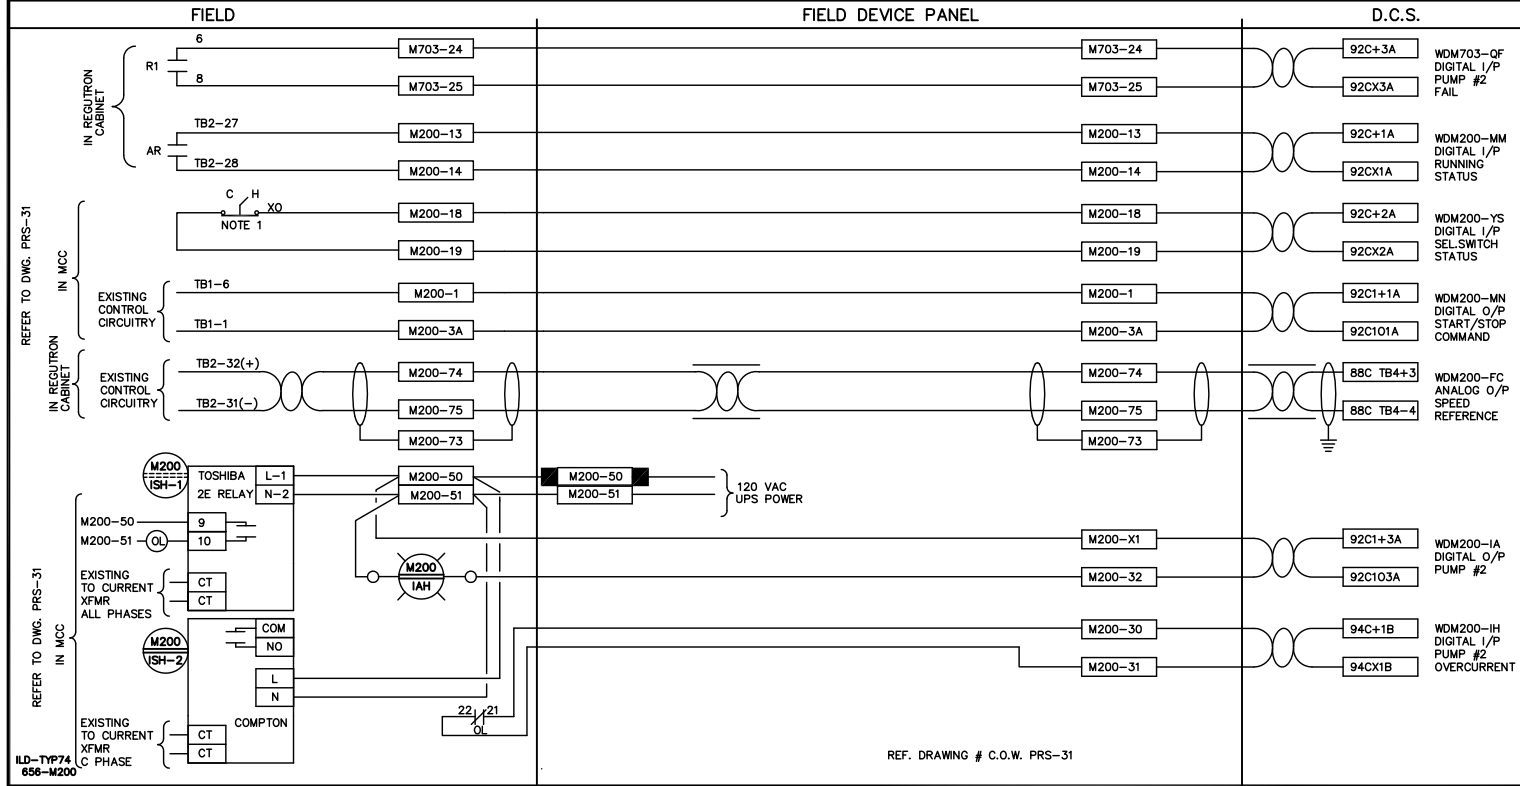 FIELD
FIELD DEVICE PANEL
D.C.S.
REFER TO DWG. PRS-31
IN REGUTRON
CABINET
R1
6
8
M703-24
M703-25
M703-24
M703-25
92C+3A
92CX3A
WDM703-QF
DIGITAL I/P
PUMP #2
FAIL
AR
TB2-27
TB2-28
M200-13
M200-14
M200-13
M200-14
92C+1A
92CX1A
WDM200-MM
DIGITAL I/P
RUNNING
STATUS
IN MCC
C H
XO
NOTE 1
M200-18
M200-19
M200-18
M200-19
92C+2A
92CX2A
WDM200-YS
DIGITAL I/P
SEL.SWITCH
STATUS
EXISTING
CONTROL
CIRCUITRY
TB1-6
TB1-1
M200-1
M200-3A
M200-1
M200-3A
92C1+1A
92C1O1A
WDM200-MN
DIGITAL O/P
START/STOP
COMMAND
IN REGUTRON
CABINET
EXISTING
CONTROL
CIRCUITRY
TB2-32(+)
TB2-31(-)
M200-74
M200-75
M200-73
M200-74
M200-75
M200-73
88C TB4+3
88C TB4-4
WDM200-FC
ANALOG O/P
SPEED
REFERENCE
REFER TO DWG. PRS-31
IN MCC
M200
ISH-1
TOSHIBA
2E RELAY
L-1
N-2
M200-50
M200-51
M200-50
M200-51
120 VAC
UPS POWER
M200-50
9
M200-51
OL
10
EXISTING
TO CURRENT
XFMR
ALL PHASES
CT
CT
M200
IAH
M200-X1
M200-32
92C1+3A
92C1O3A
WDM200-IA
DIGITAL O/P
PUMP #2
M200
ISH-2
COM
NO
L
N
COMPTON
M200-30
M200-31
94C+1B
94CX1B
WDM200-IH
DIGITAL I/P
PUMP #2
OVERCURRENT
22 21
OL
EXISTING
TO CURRENT
XFMR
C PHASE
CT
CT
REF. DRAWING # C.O.W. PRS-31
ILD-TYP74
656-M200